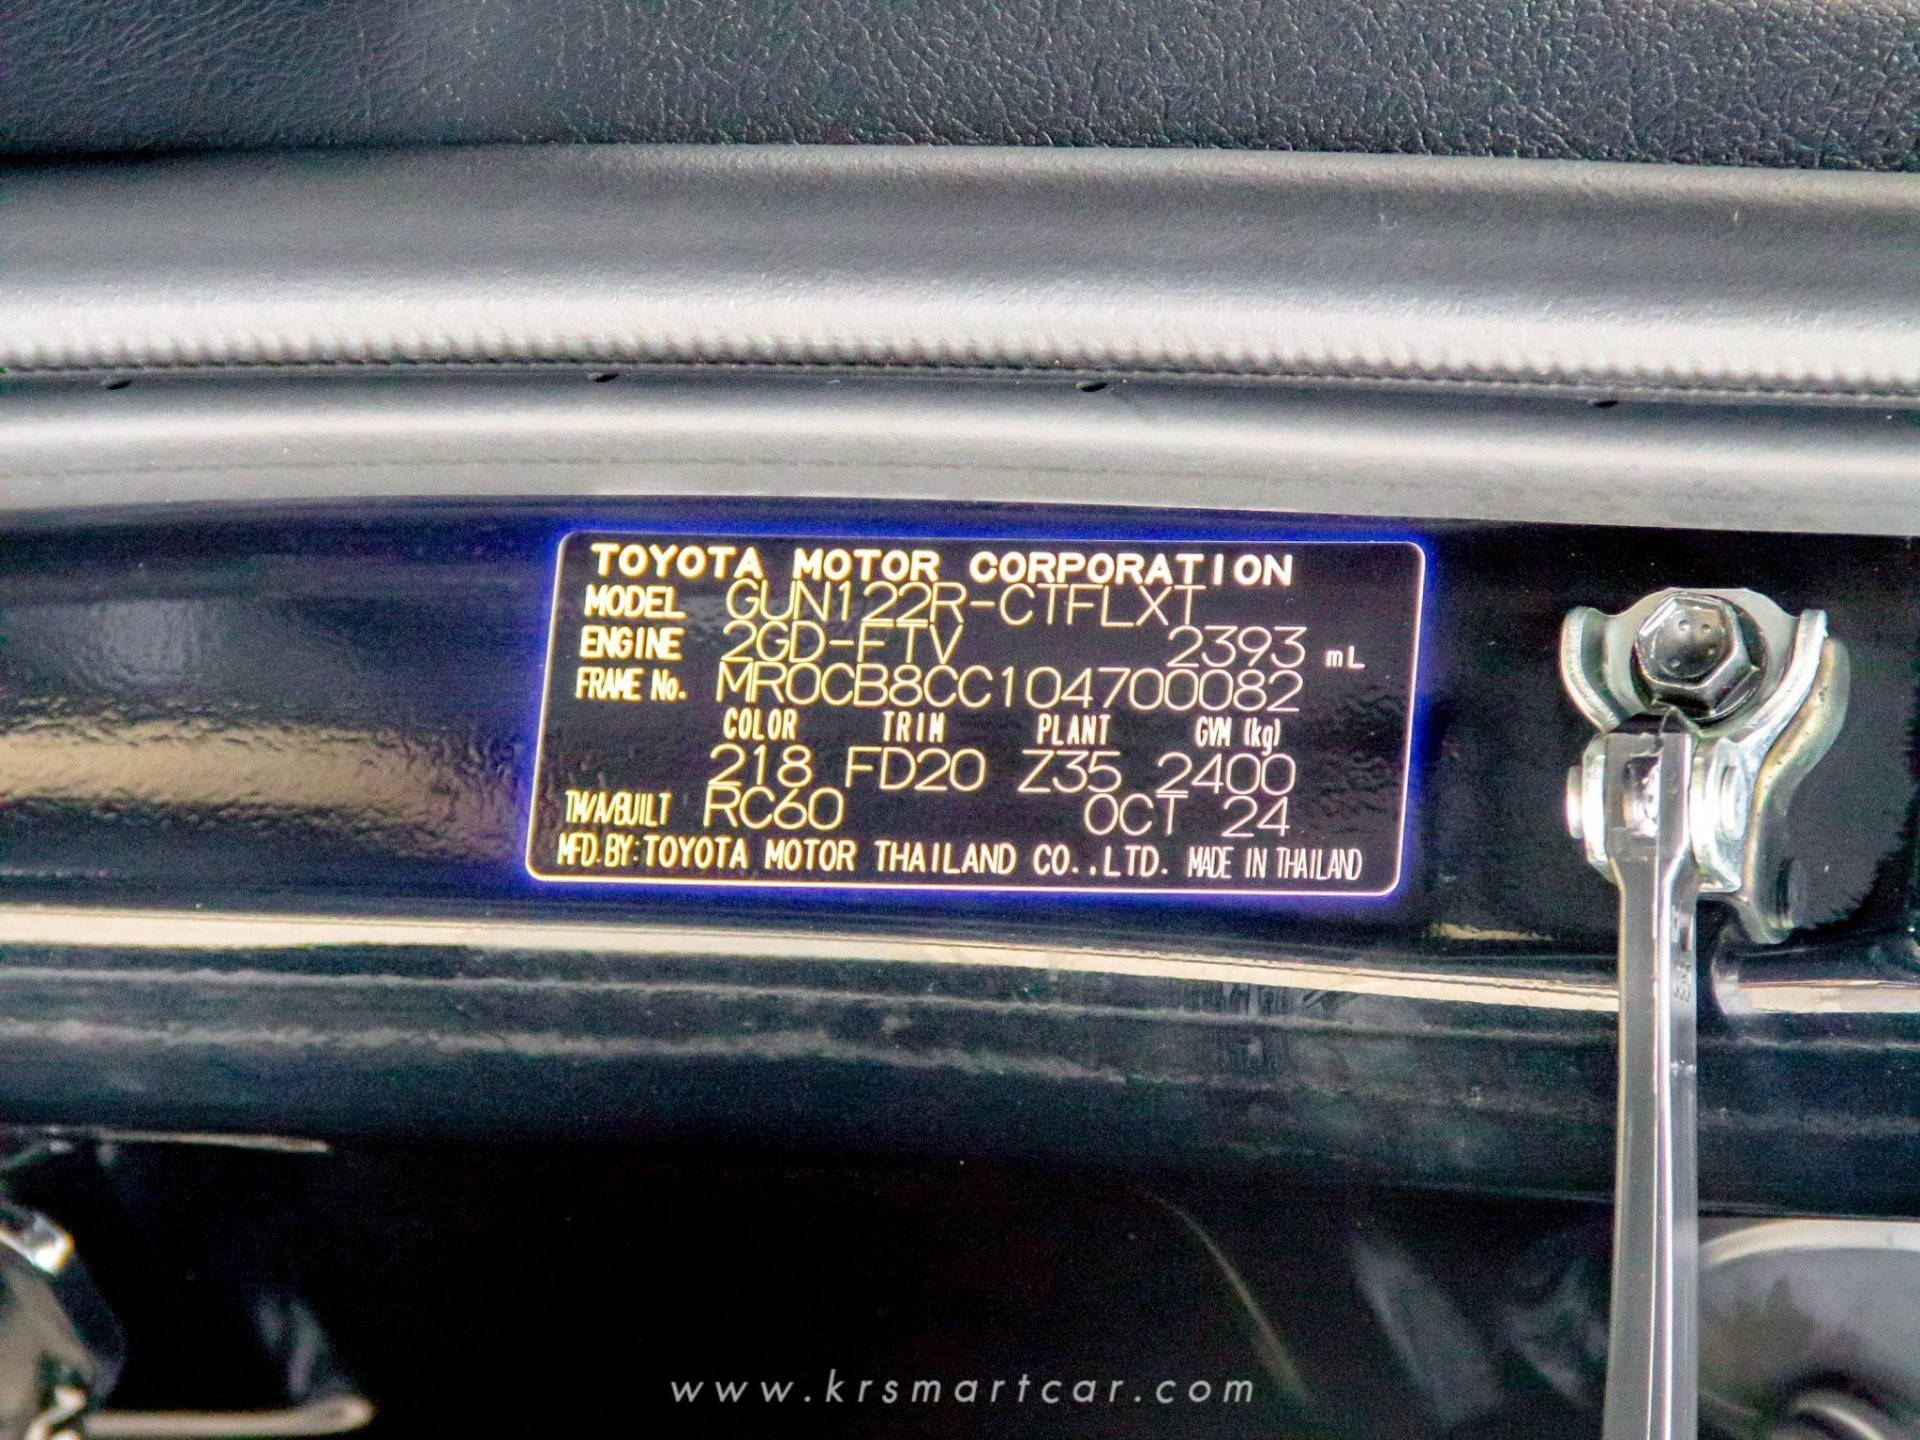 TOYOTA MOTOR CORPORATION
MODEL GUN122R-CTFLXT
ENGINE 2GD-FTV 2393 mL
FRAME No. MR0CB8CC104700082
COLOR TRIM PLANT GVM (kg)
218 FD20 Z35 2400
TM/A/BUILT RC60 OCT 24
MFD.BY:TOYOTA MOTOR THAILAND CO.,LTD. MADE IN THAILAND
www.krsmartcar.com